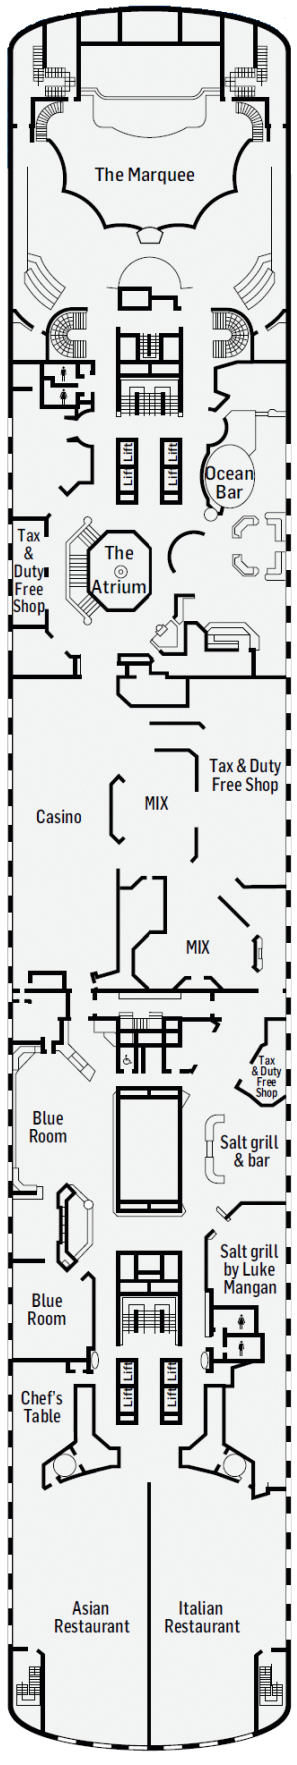 The Marquee
Lift
Lift
Lift
Lift
Ocean
Bar
Tax
&
Duty
Free
Shop
The
Atrium
Tax & Duty
Free Shop
Casino
MIX
MIX
Tax
& Duty
Free
Shop
Blue
Room
Salt grill
& bar
Salt grill
by Luke
Mangan
Blue
Room
Lift
Lift
Lift
Lift
Chef's
Table
Asian
Restaurant
Italian
Restaurant